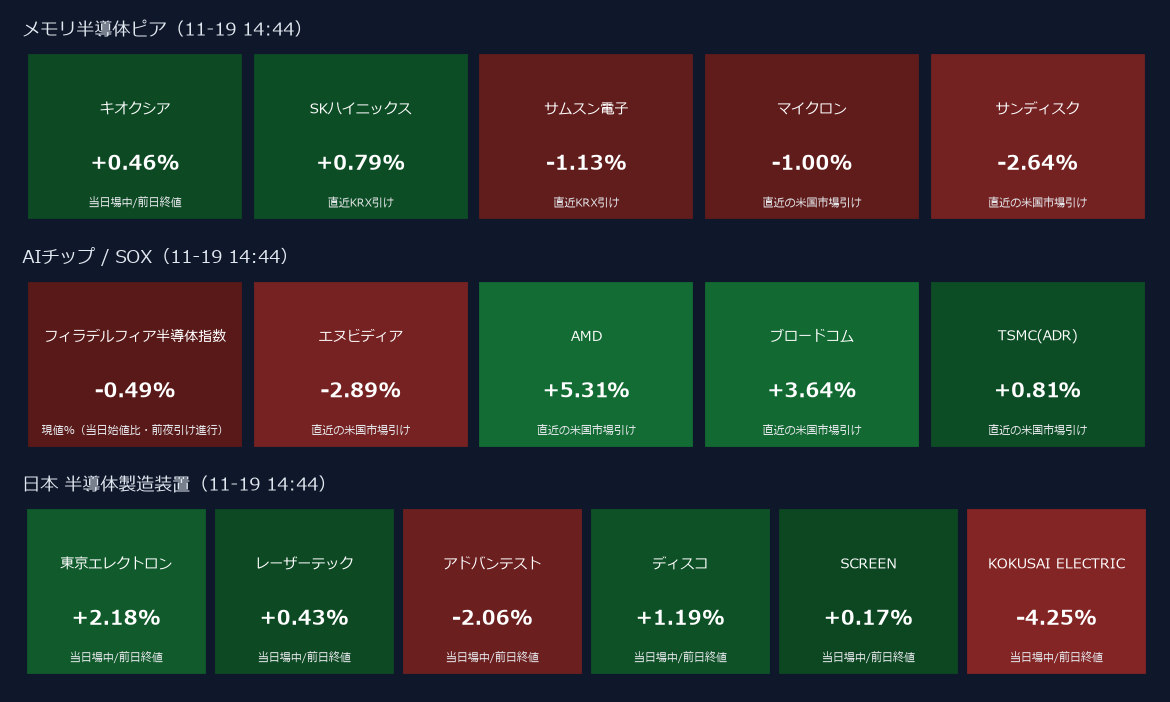 メモリ半導体ピア（11-19 14:44）
キオクシア
+0.46%
当日場中/前日終値
SKハイニックス
+0.79%
直近KRX引け
サムスン電子
-1.13%
直近KRX引け
マイクロン
-1.00%
直近の米国市場引け
サンディスク
-2.64%
直近の米国市場引け
AIチップ / SOX（11-19 14:44）
フィラデルフィア半導体指数
-0.49%
現値%（当日始値比・前夜引け進行）
エヌビディア
-2.89%
直近の米国市場引け
AMD
+5.31%
直近の米国市場引け
ブロードコム
+3.64%
直近の米国市場引け
TSMC(ADR)
+0.81%
直近の米国市場引け
日本 半導体製造装置（11-19 14:44）
東京エレクトロン
+2.18%
当日場中/前日終値
レーザーテック
+0.43%
当日場中/前日終値
アドバンテスト
-2.06%
当日場中/前日終値
ディスコ
+1.19%
当日場中/前日終値
SCREEN
+0.17%
当日場中/前日終値
KOKUSAI ELECTRIC
-4.25%
当日場中/前日終値